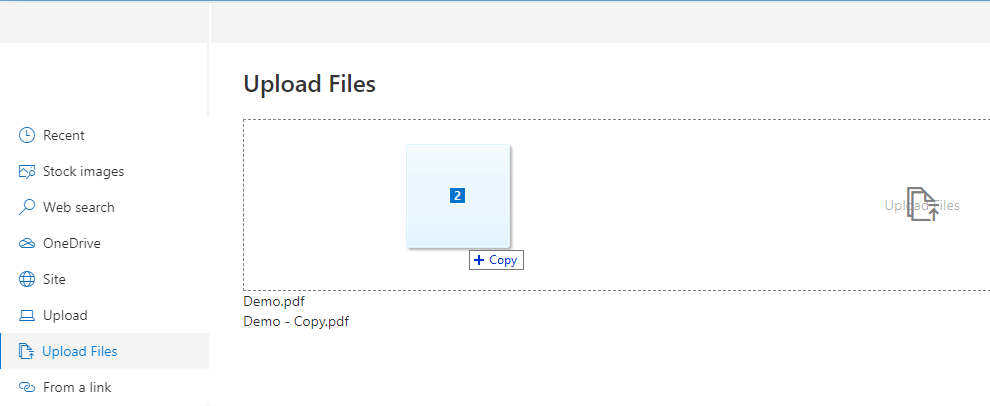 Upload Files
Recent
Stock images
Web search
OneDrive
Site
Upload
Upload Files
From a link
2
Copy
Upload Files
Demo.pdf
Demo - Copy.pdf